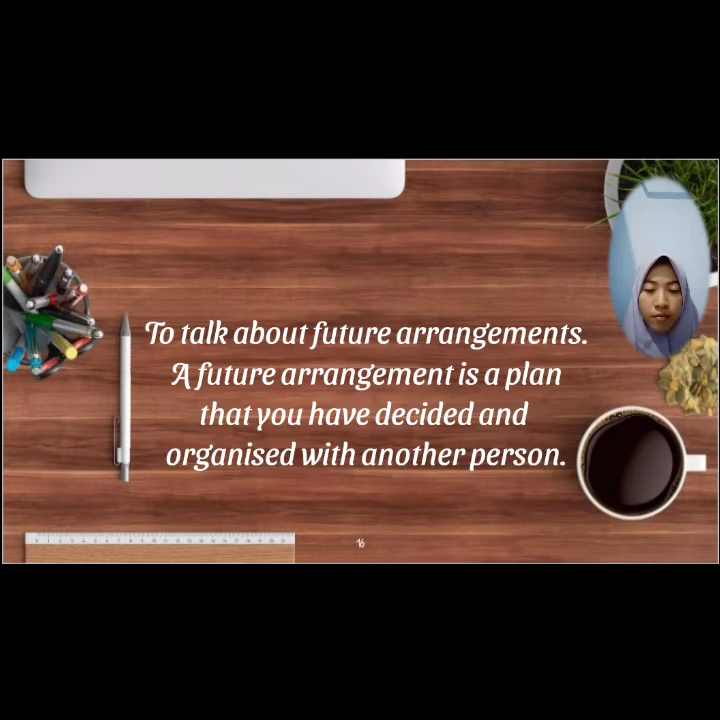 To talk about future arrangements.
A future arrangement is a plan
that you have decided and
organised with another person.
16